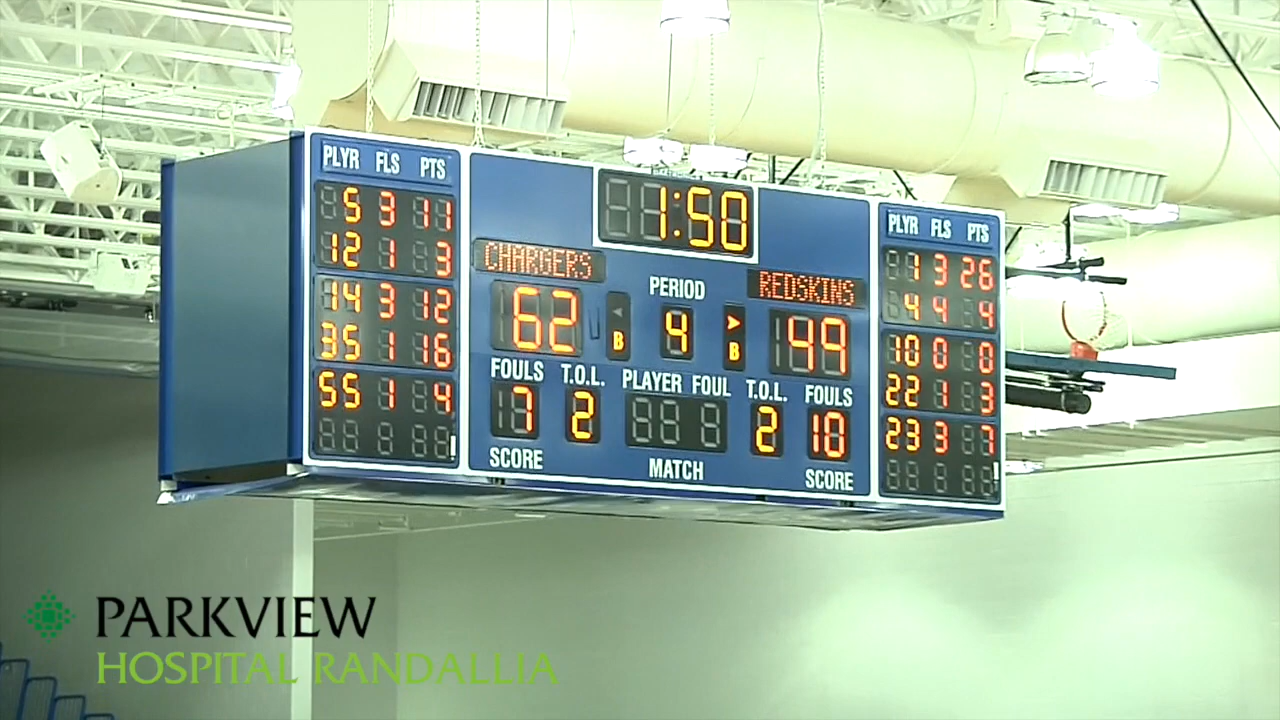 1:50
PLYR FLS PTS
5 3 11
12 1 3
14 3 12
35 1 16
55 1 4
CHARGERS
62
PERIOD
4
REDSKINS
49
B
B
FOULS T.O.L. PLAYER FOUL T.O.L. FOULS
7 2 2 10
SCORE MATCH SCORE
PLYR FLS PTS
1 3 26
4 4 4
10 0 0
22 1 3
23 3 7
PARKVIEW
HOSPITAL RANDALLIA